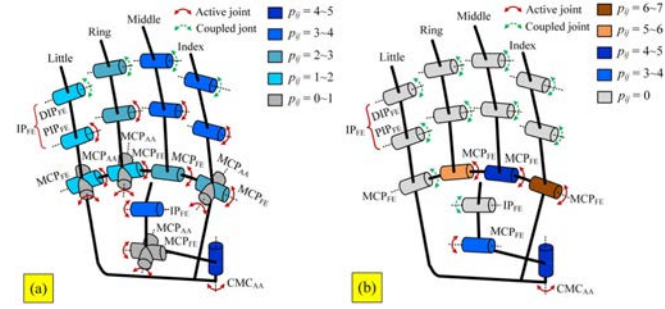 Middle
Ring
Index
Little
Active joint
Coupled joint
p_ij = 4~5
p_ij = 3~4
p_ij = 2~3
p_ij = 1~2
p_ij = 0~1
IP_FE
DIP_FE
PIP_FE
MCP_AA
MCP_AA
MCP_FE
MCP_FE
MCP_FE
MCP_AA
MCP_FE
IP_FE
MCP_AA
MCP_FE
CMC_AA
(a)
Middle
Ring
Index
Little
Active joint
Coupled joint
p_ij = 6~7
p_ij = 5~6
p_ij = 4~5
p_ij = 3~4
p_ij = 0
IP_FE
DIP_FE
PIP_FE
MCP_FE
MCP_FE
MCP_FE
MCP_FE
IP_FE
MCP_FE
CMC_AA
(b)